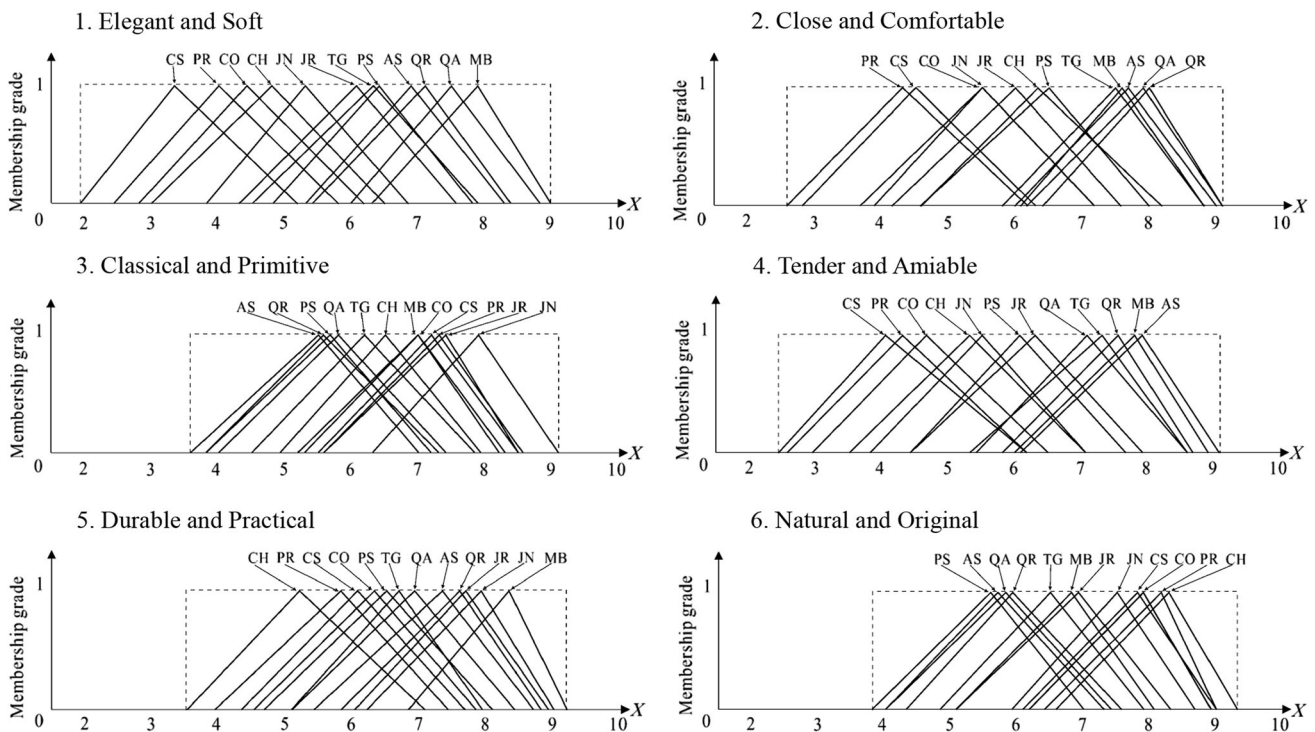 1. Elegant and Soft
CS PR CO CH JN JR TG PS AS QR QA MB
Membership grade
1
0
2 3 4 5 6 7 8 9 10
X
2. Close and Comfortable
PR CS CO JN JR CH PS TG MB AS QA QR
Membership grade
1
0
2 3 4 5 6 7 8 9 10
X
3. Classical and Primitive
AS QR PS QA TG CH MB CO CS PR JR JN
Membership grade
1
0
2 3 4 5 6 7 8 9 10
X
4. Tender and Amiable
CS PR CO CH JN PS JR QA TG QR MB AS
Membership grade
1
0
2 3 4 5 6 7 8 9 10
X
5. Durable and Practical
CH PR CS CO PS TG QA AS QR JR JN MB
Membership grade
1
0
2 3 4 5 6 7 8 9 10
X
6. Natural and Original
PS AS QA QR TG MB JR JN CS CO PR CH
Membership grade
1
0
2 3 4 5 6 7 8 9 10
X